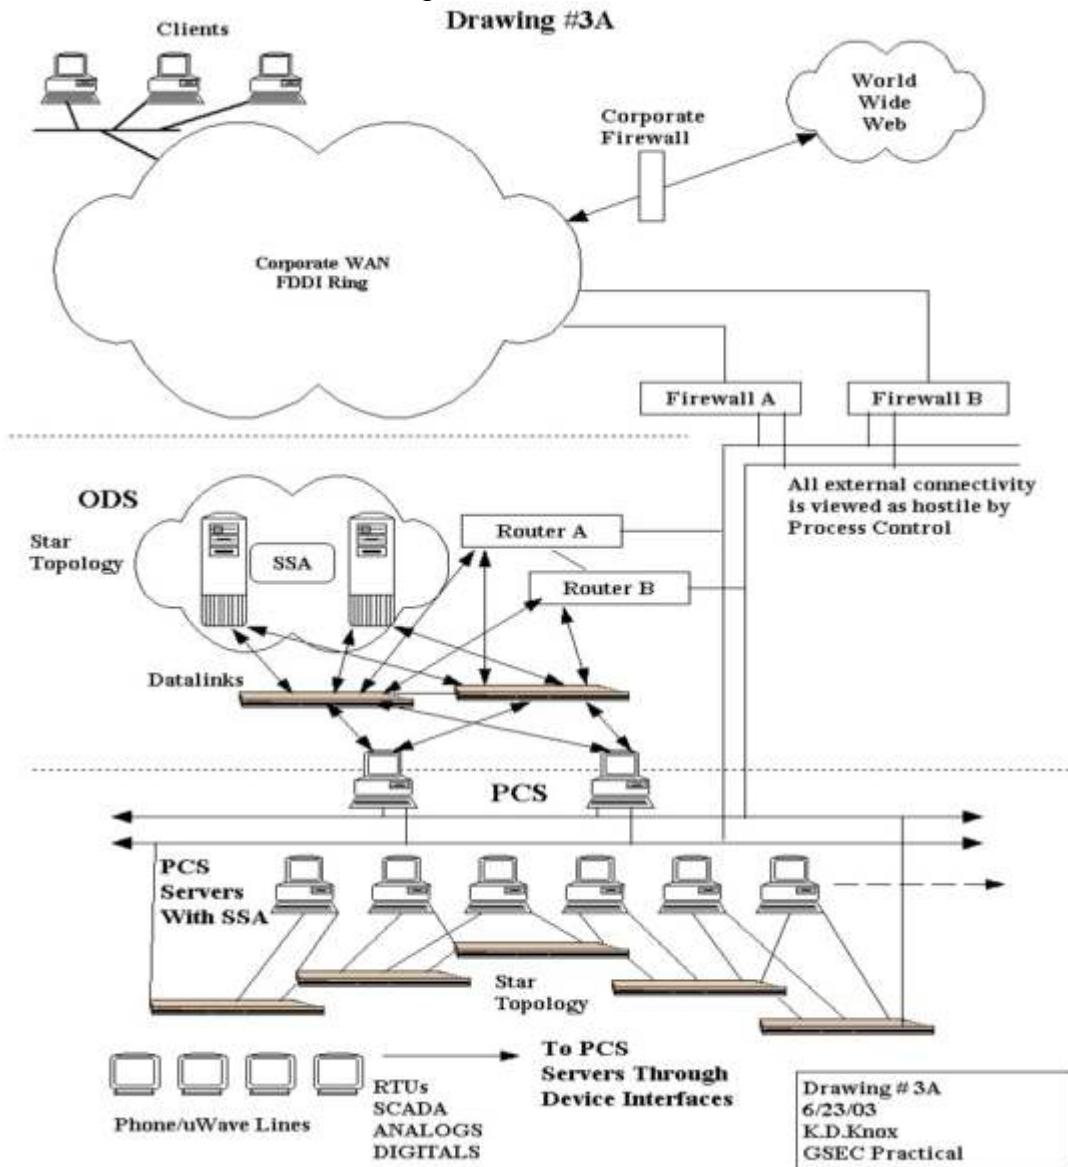 Drawing #3A
Clients
World
Wide
Web
Corporate
Firewall
Corporate WAN
FDDI Ring
Firewall A
Firewall B
All external connectivity
is viewed as hostile by
Process Control
ODS
Star
Topology
SSA
Router A
Router B
Datalinks
PCS
PCS
Servers
With SSA
Star
Topology
Phone/uWave Lines
RTUs
SCADA
ANALOGS
DIGITALS
To PCS
Servers Through
Device Interfaces
Drawing # 3A
6/23/03
K.D.Knox
GSEC Practical